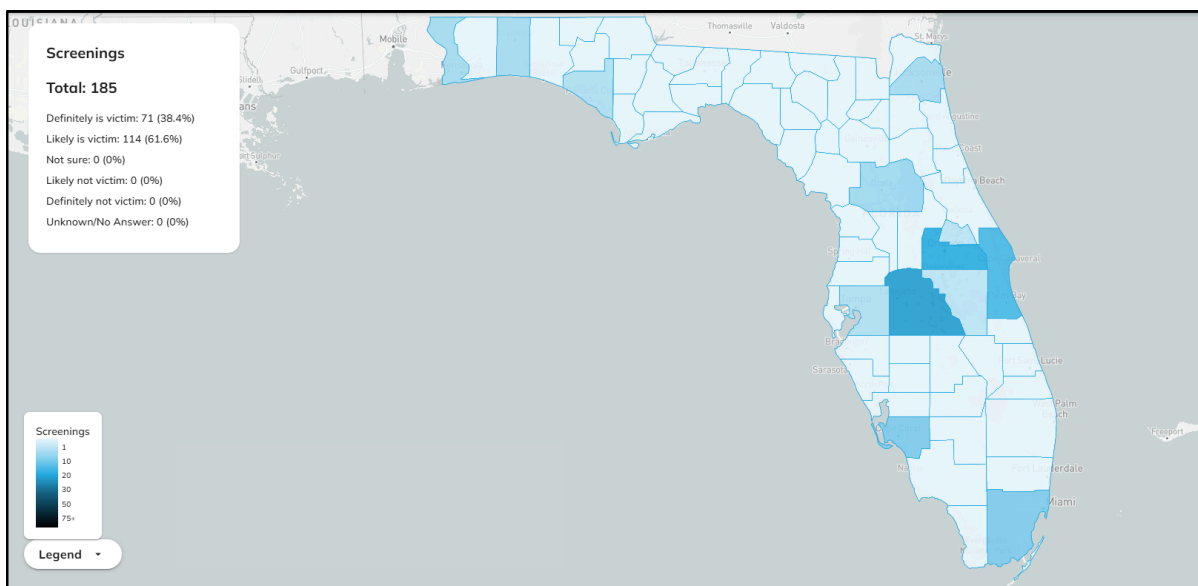 Screenings
Total: 185
Definitely is victim: 71 (38.4%)
Likely is victim: 114 (61.6%)
Not sure: 0 (0%)
Likely not victim: 0 (0%)
Definitely not victim: 0 (0%)
Unknown/No Answer: 0 (0%)
Mobile
Gulfport
Slidell
Thomasville
Valdosta
St. Marys
Coast
Beach
Sarasota
Lucie
Palm
Fort Lauderdale
Miami
Freeport
Screenings
1
10
20
30
50
75+
Legend